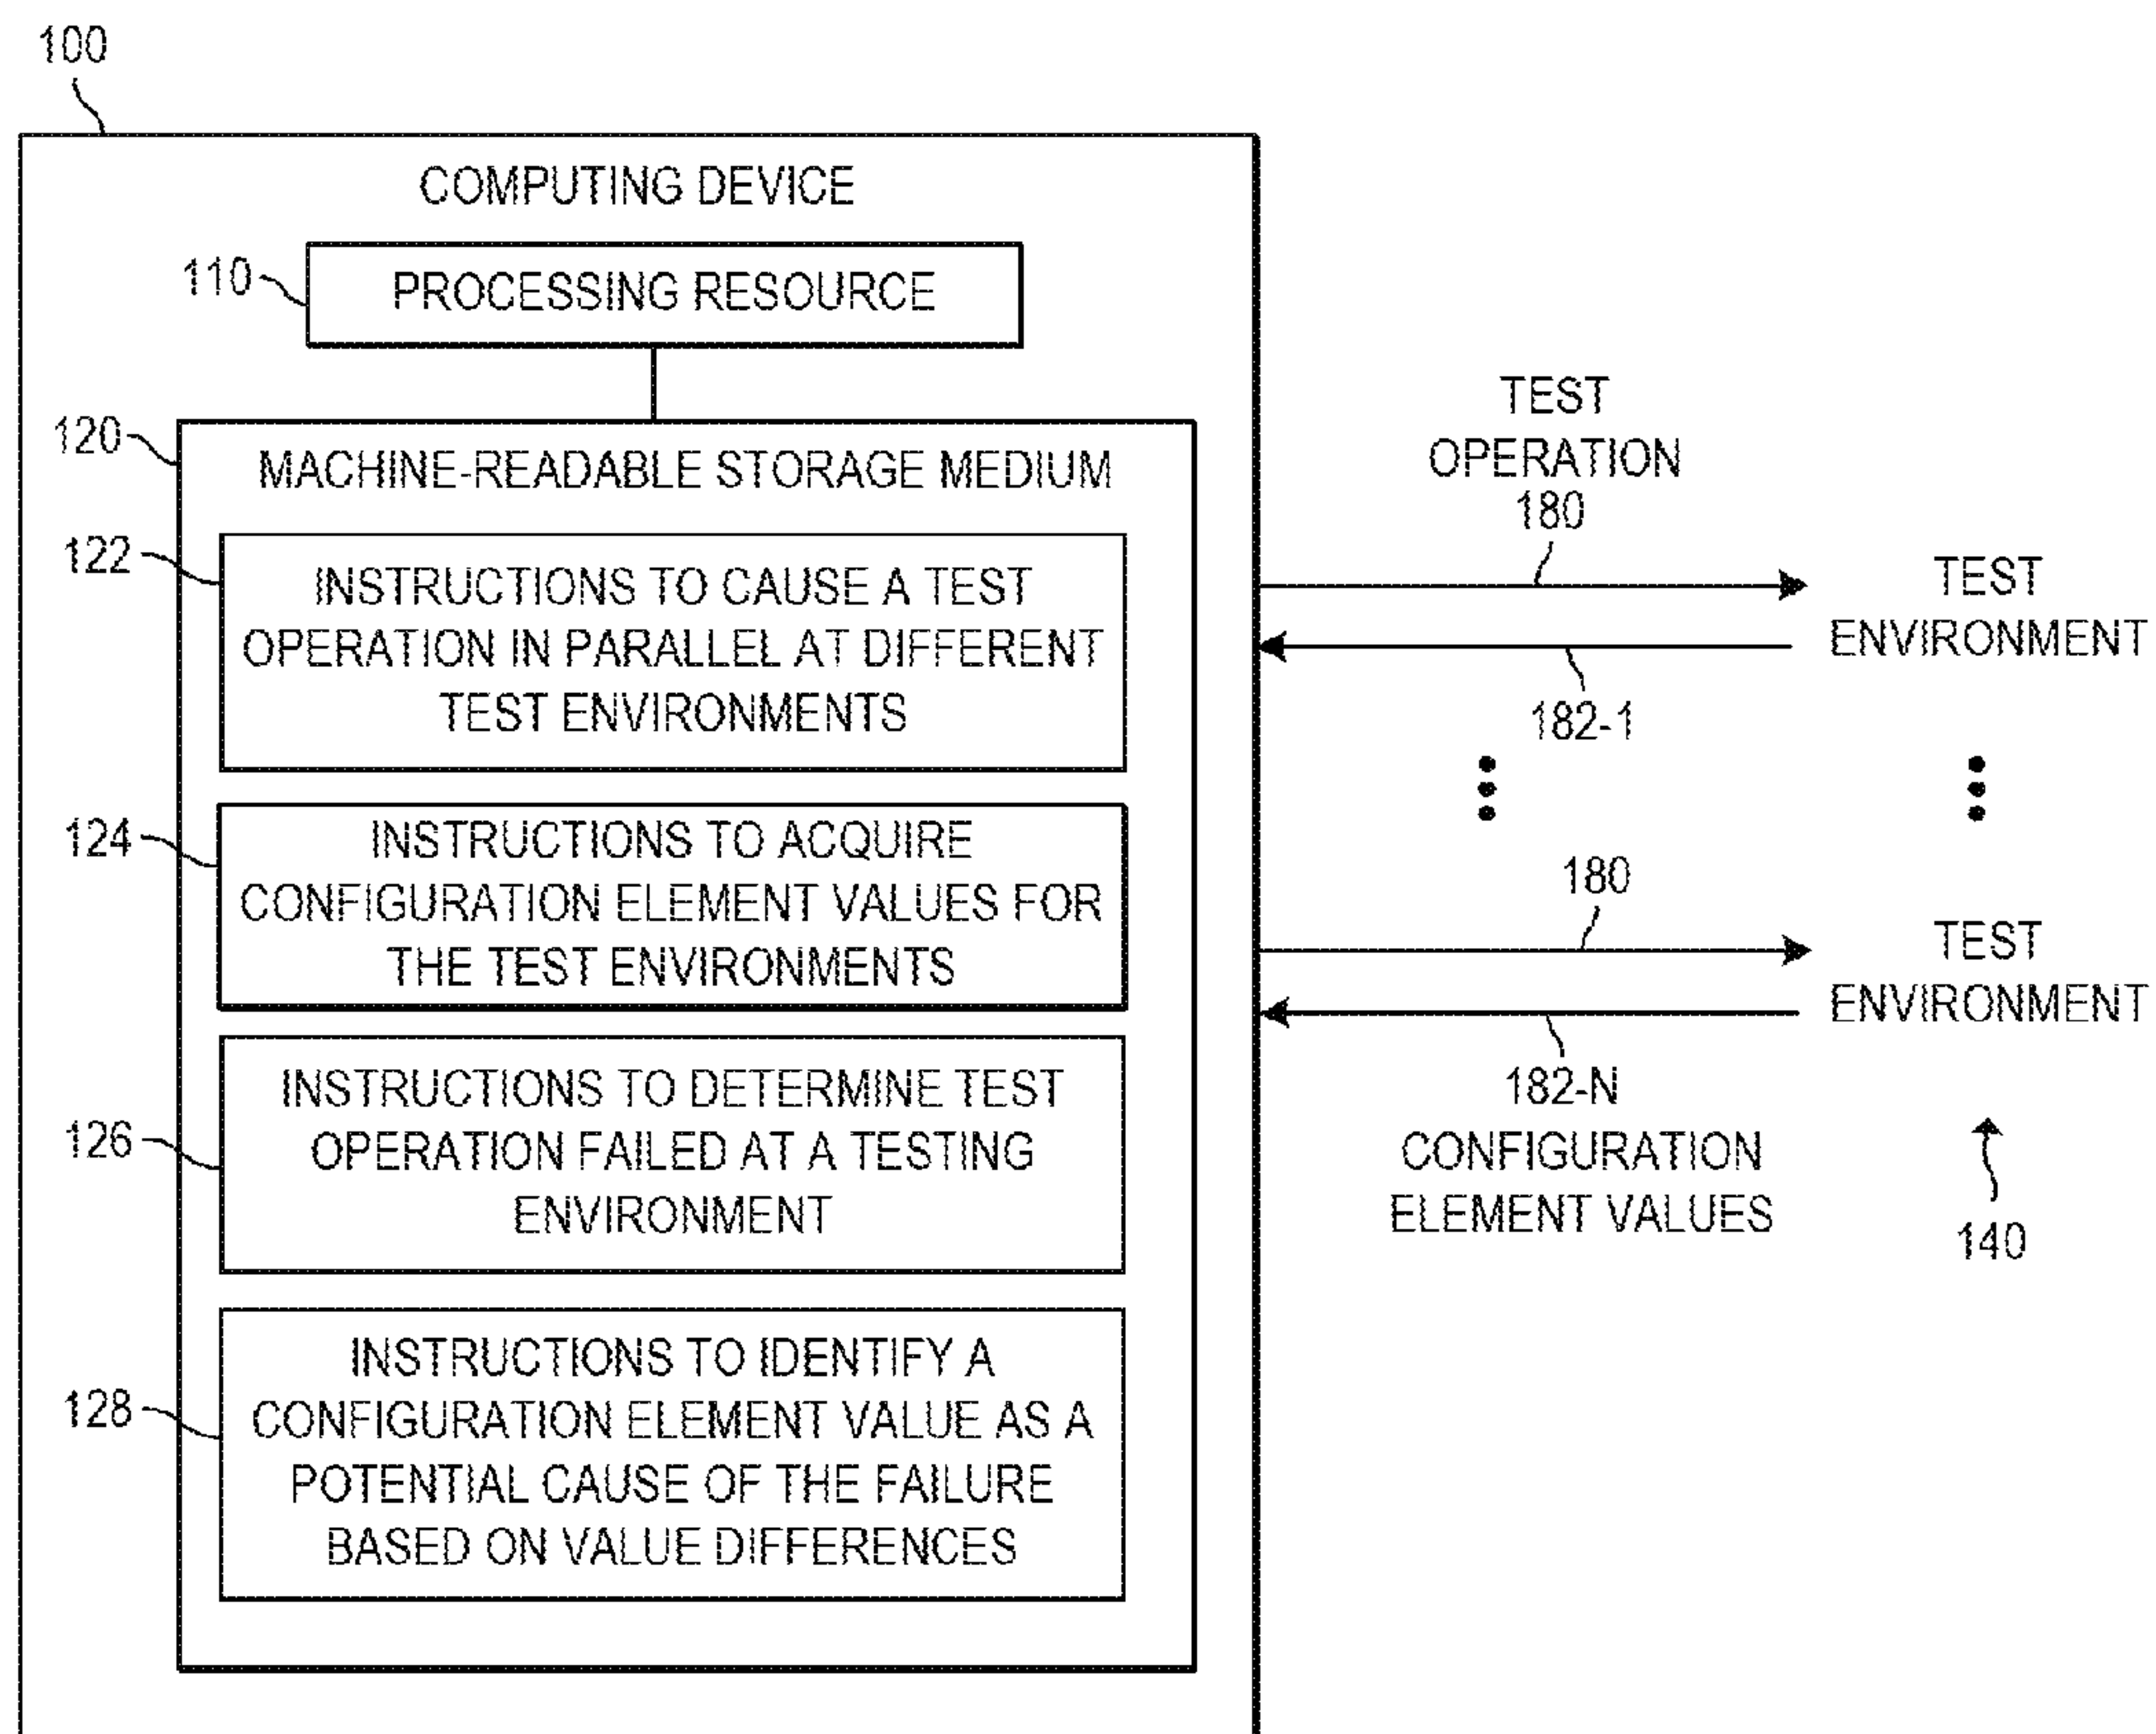 100
COMPUTING DEVICE
110
PROCESSING RESOURCE
120
MACHINE-READABLE STORAGE MEDIUM
122
INSTRUCTIONS TO CAUSE A TEST
OPERATION IN PARALLEL AT DIFFERENT
TEST ENVIRONMENTS
124
INSTRUCTIONS TO ACQUIRE
CONFIGURATION ELEMENT VALUES FOR
THE TEST ENVIRONMENTS
126
INSTRUCTIONS TO DETERMINE TEST
OPERATION FAILED AT A TESTING
ENVIRONMENT
128
INSTRUCTIONS TO IDENTIFY A
CONFIGURATION ELEMENT VALUE AS A
POTENTIAL CAUSE OF THE FAILURE
BASED ON VALUE DIFFERENCES
TEST
OPERATION
180
TEST
ENVIRONMENT
182-1
180
TEST
ENVIRONMENT
182-N
CONFIGURATION
ELEMENT VALUES
140